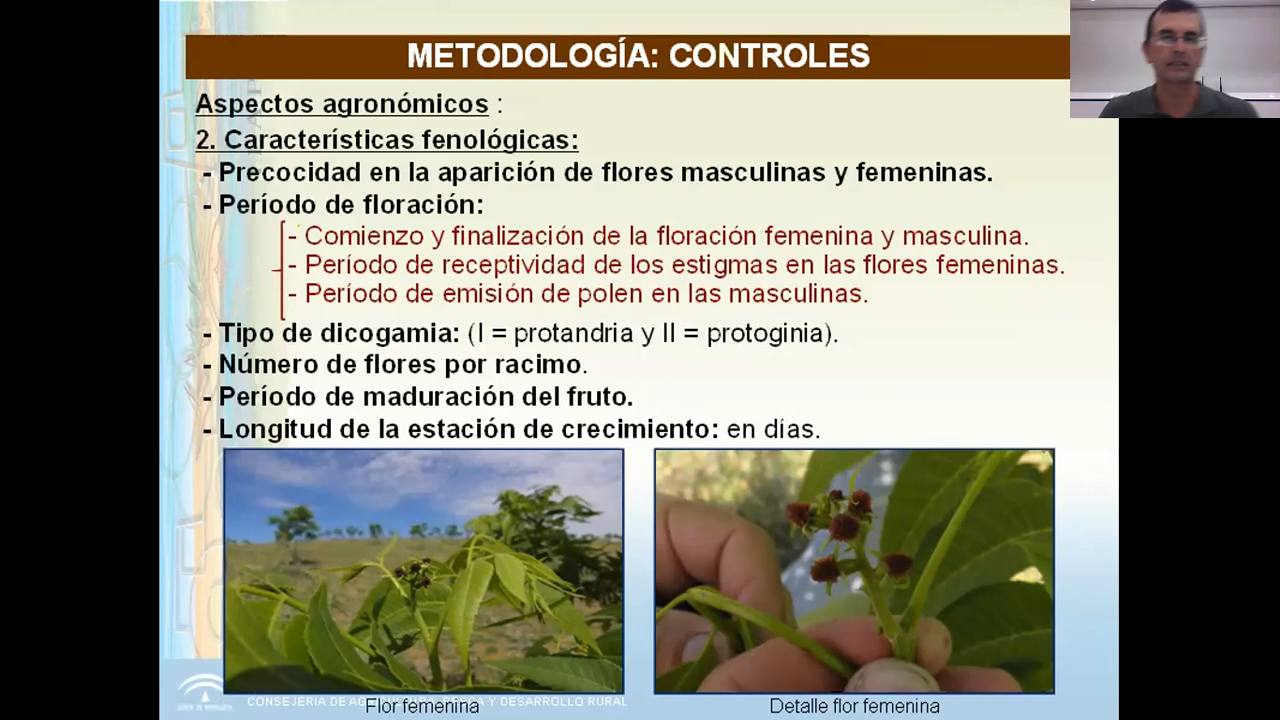 METODOLOGÍA: CONTROLES
Aspectos agronómicos :
2. Características fenológicas:
- Precocidad en la aparición de flores masculinas y femeninas.
- Período de floración:
- Comienzo y finalización de la floración femenina y masculina.
- Período de receptividad de los estigmas en las flores femeninas.
- Período de emisión de polen en las masculinas.
- Tipo de dicogamia: (I = protandria y II = protoginia).
- Número de flores por racimo.
- Período de maduración del fruto.
- Longitud de la estación de crecimiento: en días.
CONSEJERIA DE AGRICULTURA, PESCA Y DESARROLLO RURAL
Flor femenina
Detalle flor femenina